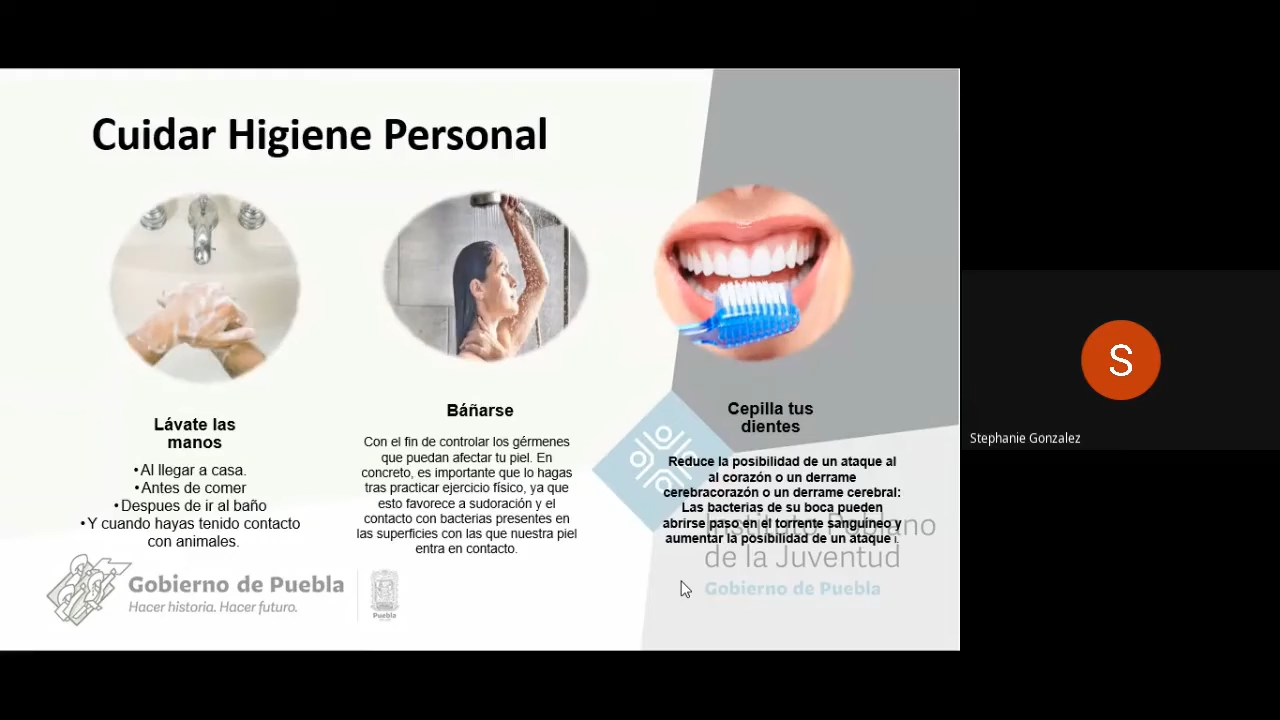 Cuidar Higiene Personal
Lávate las
manos
•Al llegar a casa.
•Antes de comer
•Despues de ir al baño
•Y cuando hayas tenido contacto
con animales.
Báñarse
Con el fin de controlar los gérmenes
que puedan afectar tu piel. En
concreto, es importante que lo hagas
tras practicar ejercicio físico, ya que
esto favorece a sudoración y el
contacto con bacterias presentes en
las superficies con las que nuestra piel
entra en contacto.
Cepilla tus
dientes
Reduce la posibilidad de un ataque al
al corazón o un derrame
cerebracorazón o un derrame cerebral:
Las bacterias de su boca pueden
abrirse paso en el torrente sanguíneo y
aumentar la posibilidad de un ataque
Instituto Poblano
de la Juventud
Gobierno de Puebla
Gobierno de Puebla
Hacer historia. Hacer futuro.
Puebla
S
Stephanie Gonzalez